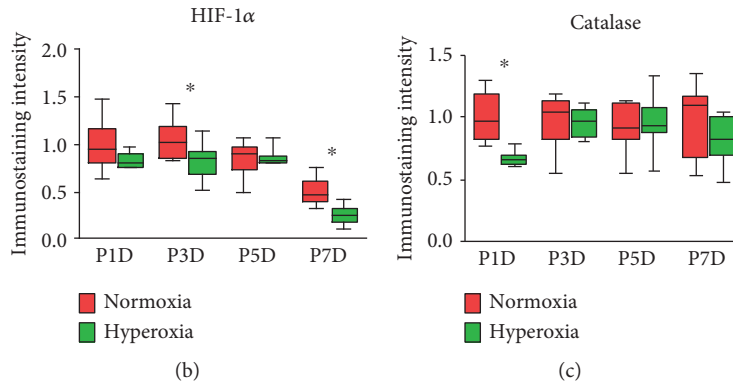 HIF-1α
Immunostaining intensity
2.0
1.5
1.0
0.5
0.0
*
*
P1D P3D P5D P7D
Normoxia
Hyperoxia
(b)
Catalase
Immunostaining intensity
1.5
1.0
0.5
0.0
*
P1D P3D P5D P7D
Normoxia
Hyperoxia
(c)